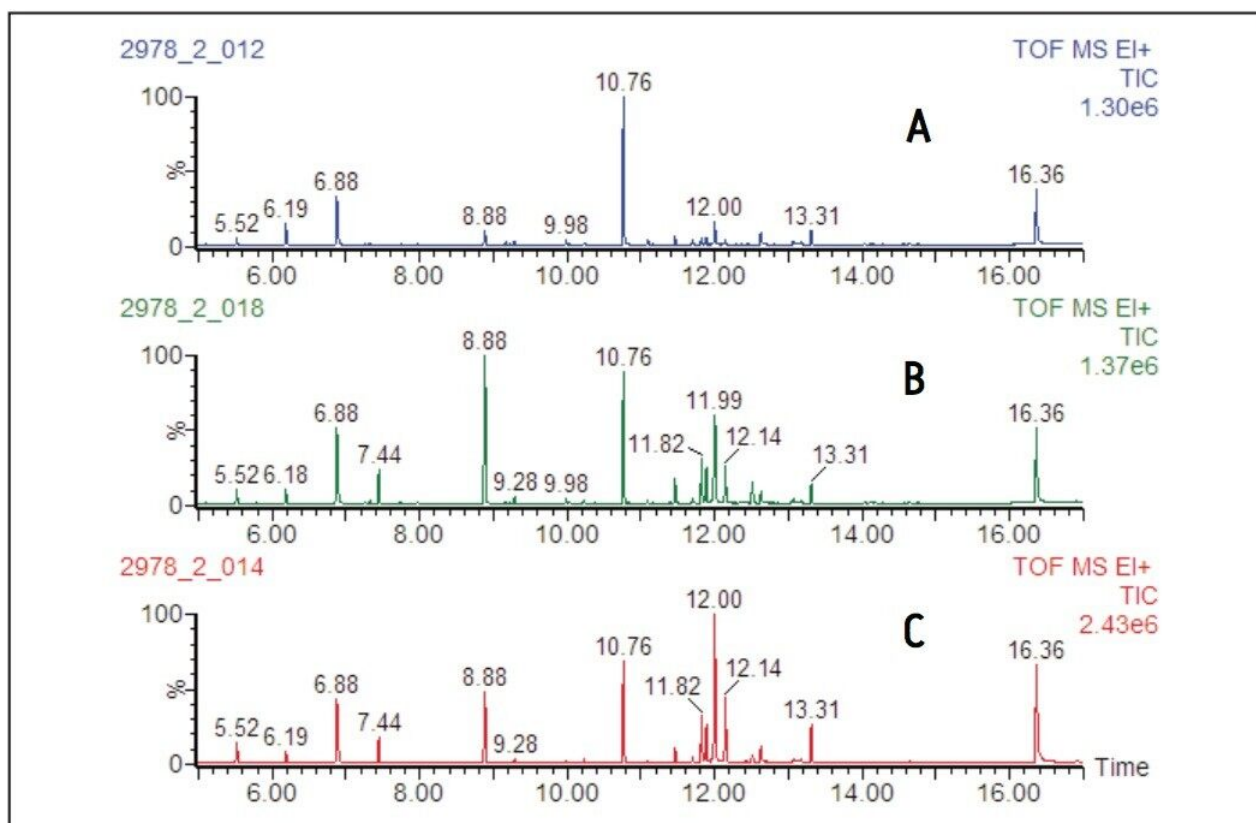 2978_2_012
TOF MS EI+
TIC
1.30e6
A
100
%
0
5.52 6.19 6.88 8.88 9.98 10.76 12.00 13.31 16.36
6.00 8.00 10.00 12.00 14.00 16.00
2978_2_018
TOF MS EI+
TIC
1.37e6
B
100
%
0
5.52 6.18 6.88 7.44 8.88 9.28 9.98 10.76 11.82 11.99 12.14 13.31 16.36
6.00 8.00 10.00 12.00 14.00 16.00
2978_2_014
TOF MS EI+
TIC
2.43e6
C
100
%
0
5.52 6.19 6.88 7.44 8.88 9.28 10.76 11.82 12.00 12.14 13.31 16.36
Time
6.00 8.00 10.00 12.00 14.00 16.00